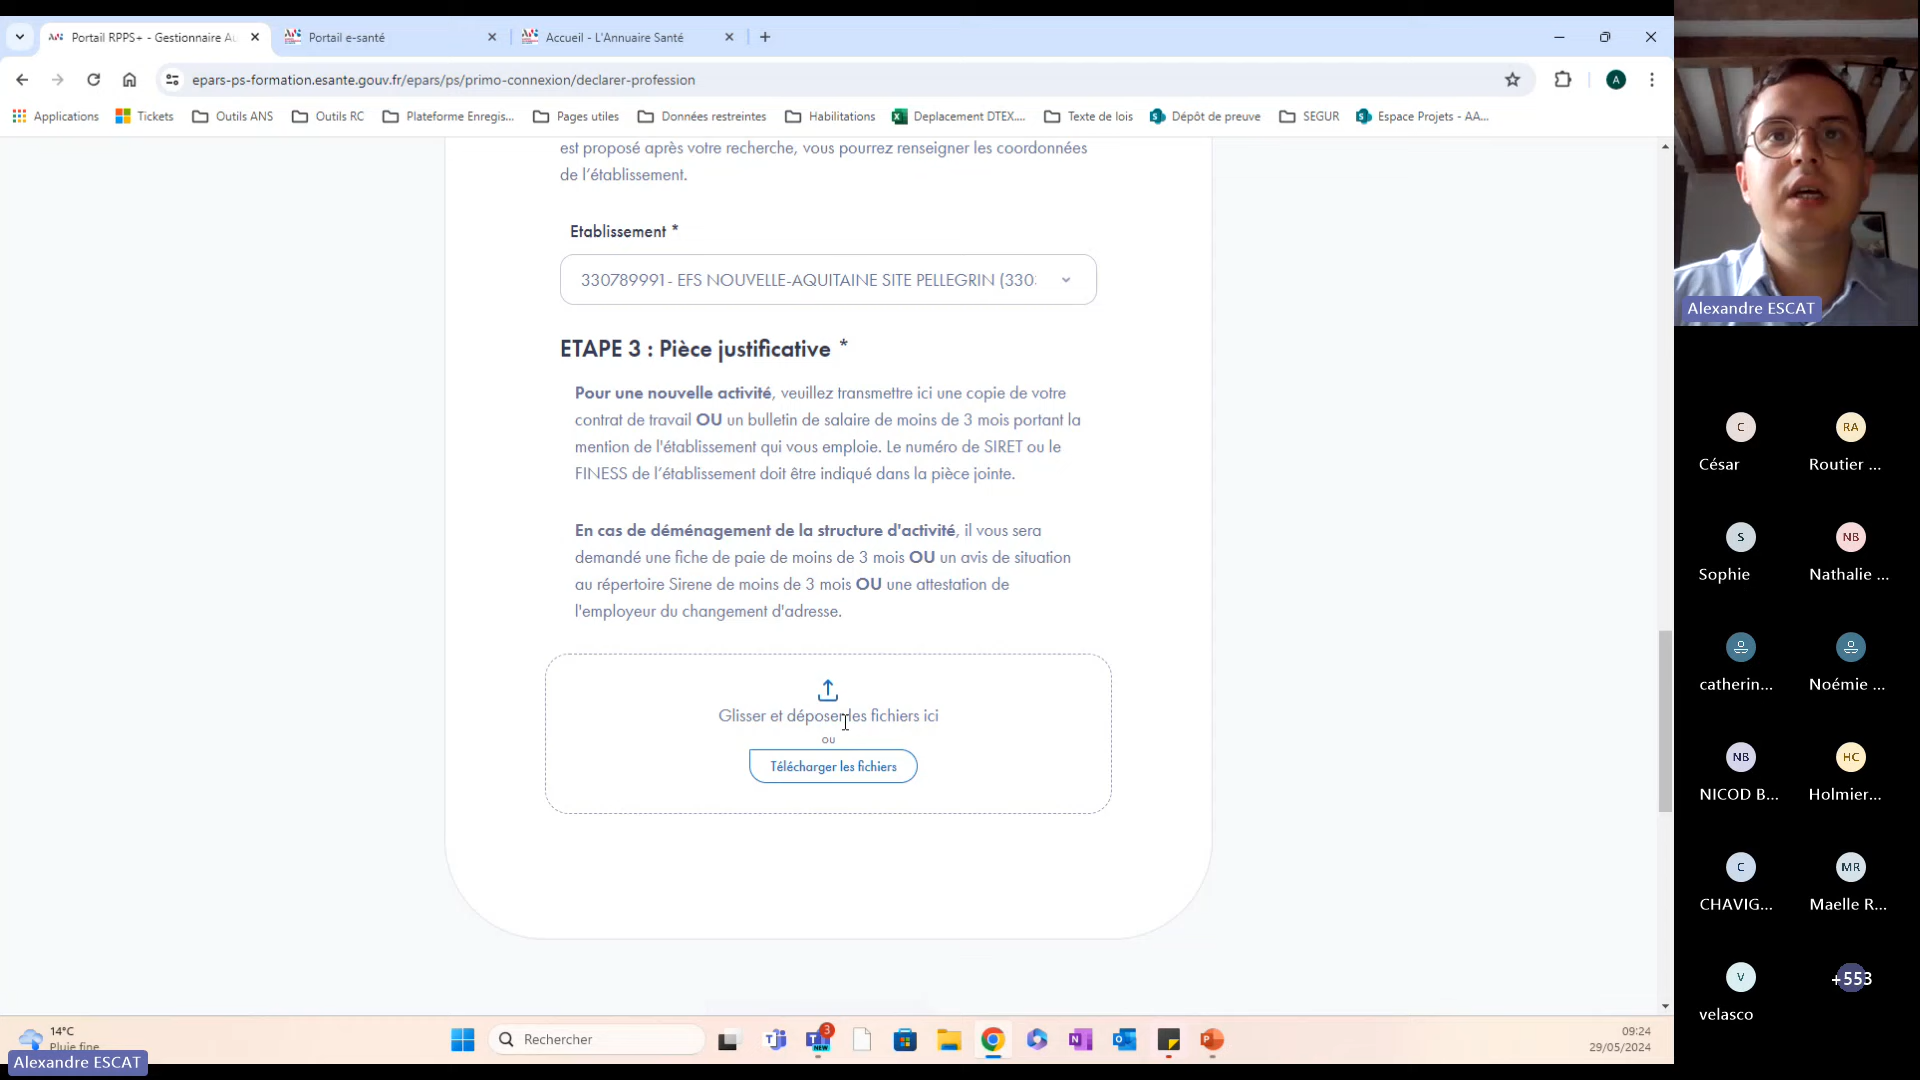 Portail RPPS+ - Gestionnaire Au
Portail e-santé
Accueil - L'Annuaire Santé
epars-ps-formation.esante.gouv.fr/epars/ps/primo-connexion/declarer-profession
A
Applications
Tickets
Outils ANS
Outils RC
Plateforme Enregis...
Pages utiles
Données restreintes
Habilitations
Deplacement DTEX....
Texte de lois
Dépôt de preuve
SEGUR
Espace Projets - AA...
est proposé après votre recherche, vous pourrez renseigner les coordonnées
de l'établissement.
Etablissement *
330789991- EFS NOUVELLE-AQUITAINE SITE PELLEGRIN (330
ETAPE 3 : Pièce justificative *
Pour une nouvelle activité, veuillez transmettre ici une copie de votre
contrat de travail OU un bulletin de salaire de moins de 3 mois portant la
mention de l'établissement qui vous emploie. Le numéro de SIRET ou le
FINESS de l'établissement doit être indiqué dans la pièce jointe.
En cas de déménagement de la structure d'activité, il vous sera
demandé une fiche de paie de moins de 3 mois OU un avis de situation
au répertoire Sirene de moins de 3 mois OU une attestation de
l'employeur du changement d'adresse.
Glisser et déposer les fichiers ici
ou
Télécharger les fichiers
Alexandre ESCAT
C
RA
César
Routier ...
S
NB
Sophie
Nathalie ...
catherin...
Noémie ...
NB
HC
NICOD B...
Holmier...
C
MR
CHAVIG...
Maelle R...
V
+553
velasco
14°C
Pluie fine
Rechercher
3
NEW
09:24
29/05/2024
Alexandre ESCAT